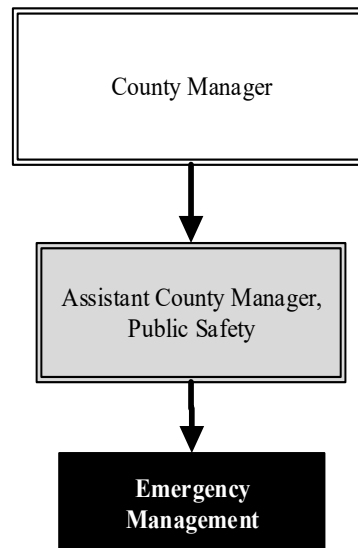 County Manager
Assistant County Manager,
Public Safety
Emergency
Management